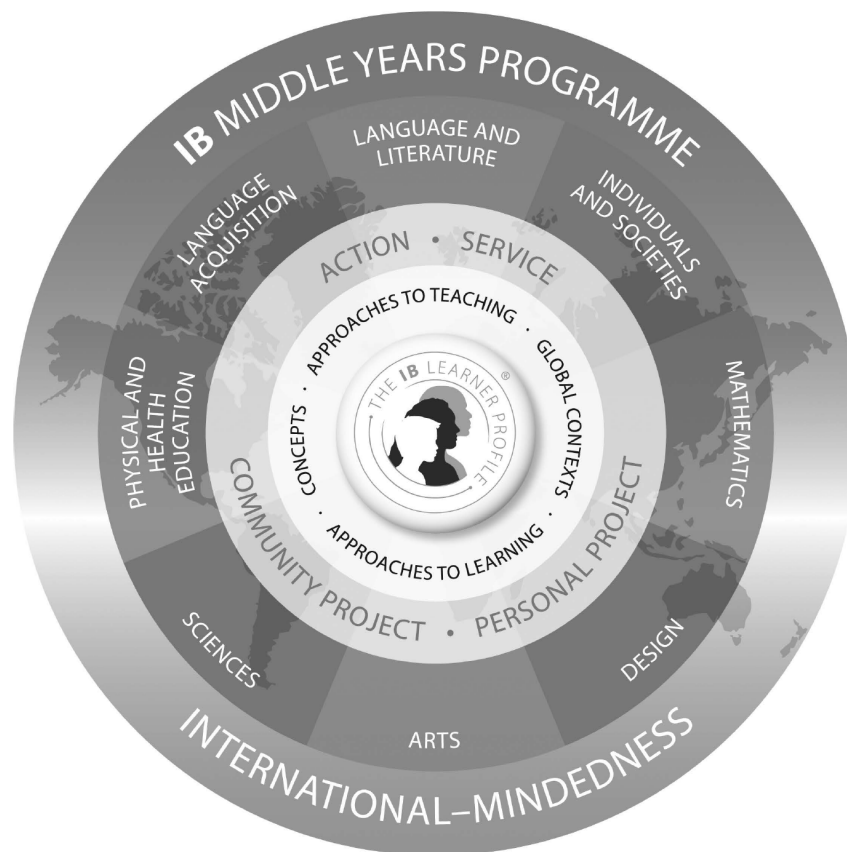 IB MIDDLE YEARS PROGRAMME
LANGUAGE AND
LITERATURE
INDIVIDUALS
AND SOCIETIES
MATHEMATICS
DESIGN
ARTS
SCIENCES
PHYSICAL AND
HEALTH
EDUCATION
LANGUAGE
ACQUISITION
ACTION • SERVICE
PERSONAL PROJECT
•
COMMUNITY PROJECT
APPROACHES TO TEACHING ·
GLOBAL CONTEXTS ·
APPROACHES TO LEARNING ·
CONCEPTS ·
THE IB LEARNER PROFILE ®
INTERNATIONAL–MINDEDNESS